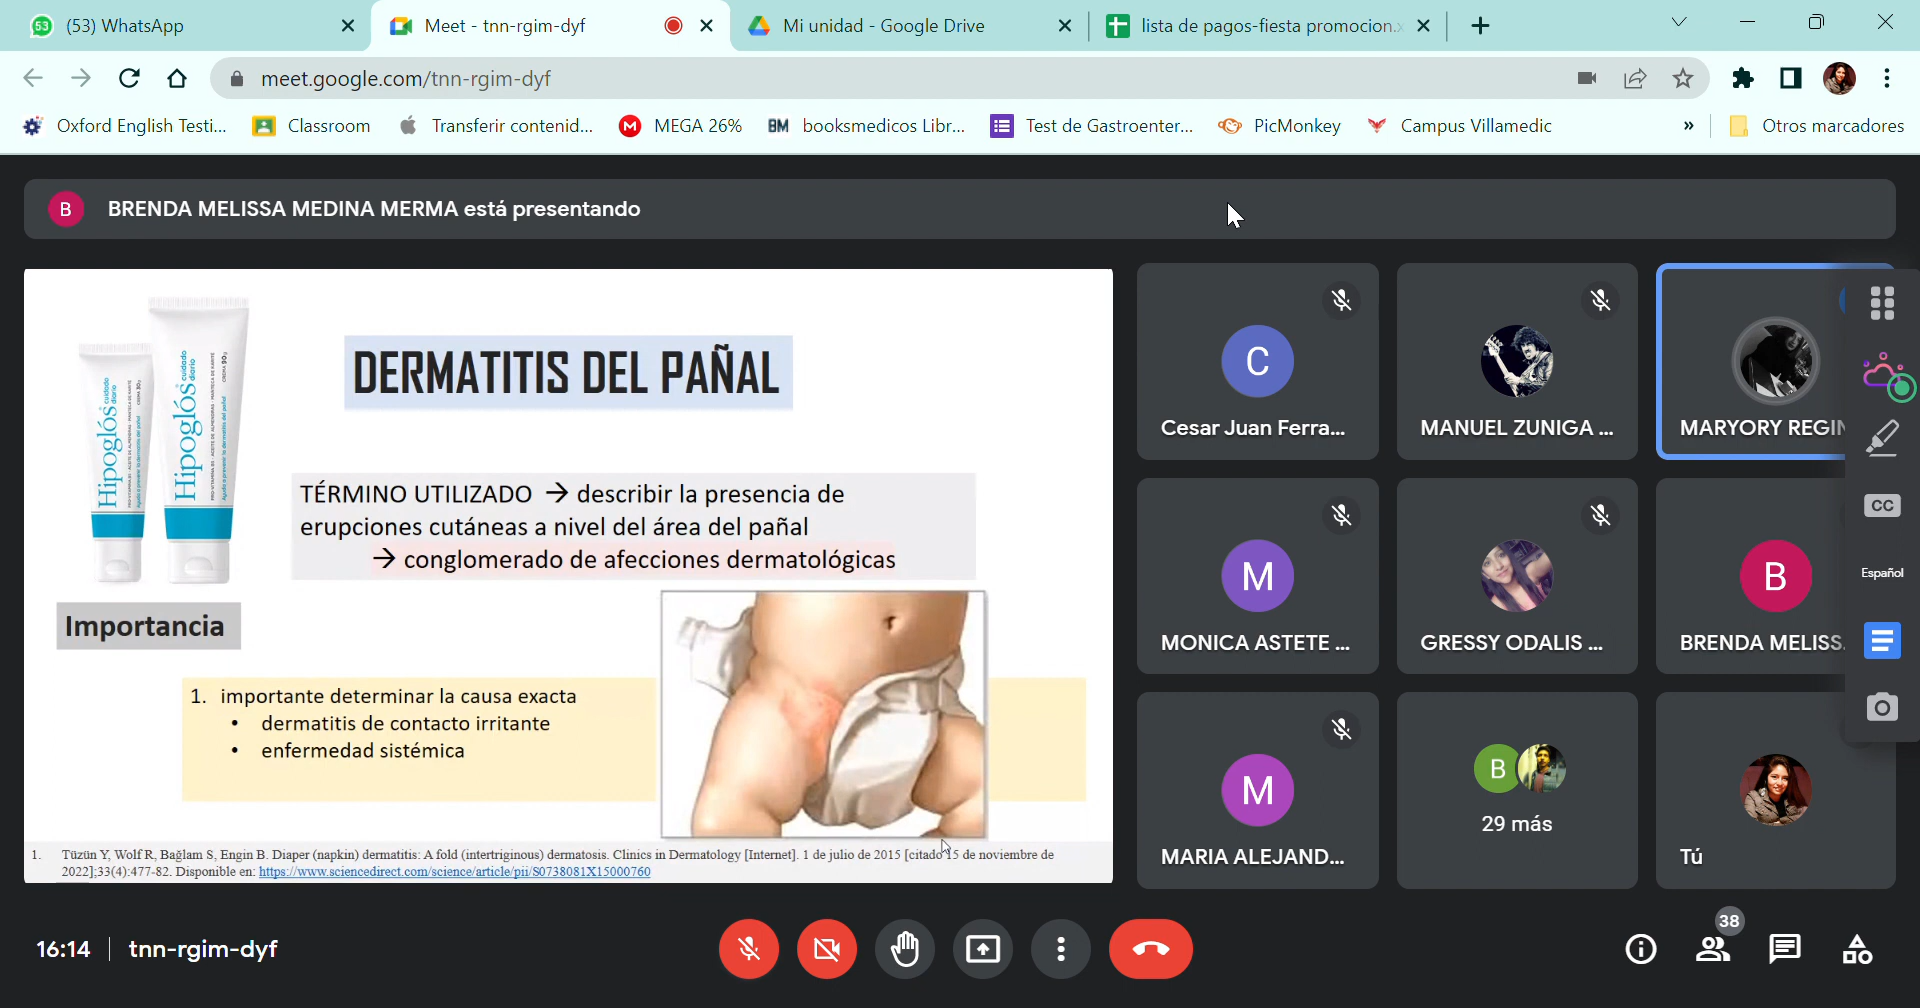 (53) WhatsApp
Meet - tnn-rgim-dyf
Mi unidad - Google Drive
lista de pagos-fiesta promocion.x
meet.google.com/tnn-rgim-dyf
Oxford English Testi...
Classroom
Transferir contenid...
MEGA 26%
BM booksmedicos Libr...
Test de Gastroenter...
PicMonkey
Campus Villamedic
»
Otros marcadores
B BRENDA MELISSA MEDINA MERMA está presentando
Hipoglós cuidado diario
Hipoglós cuidado diario
DERMATITIS DEL PAÑAL
TÉRMINO UTILIZADO → describir la presencia de
erupciones cutáneas a nivel del área del pañal
→ conglomerado de afecciones dermatológicas
Importancia
1. importante determinar la causa exacta
• dermatitis de contacto irritante
• enfermedad sistémica
1. Tüzün Y, Wolf R, Bağlam S, Engin B. Diaper (napkin) dermatitis: A fold (intertriginous) dermatosis. Clinics in Dermatology [Internet]. 1 de julio de 2015 [citado 15 de noviembre de
2022];33(4):477-82. Disponible en: https://www.sciencedirect.com/science/article/pii/S0738081X15000760
C
Cesar Juan Ferra...
MANUEL ZUNIGA ...
MARYORY REGIN
M
MONICA ASTETE ...
GRESSY ODALIS ...
B
BRENDA MELISS.
M
MARIA ALEJAND...
B
29 más
Tú
CC
Español
16:14
tnn-rgim-dyf
38